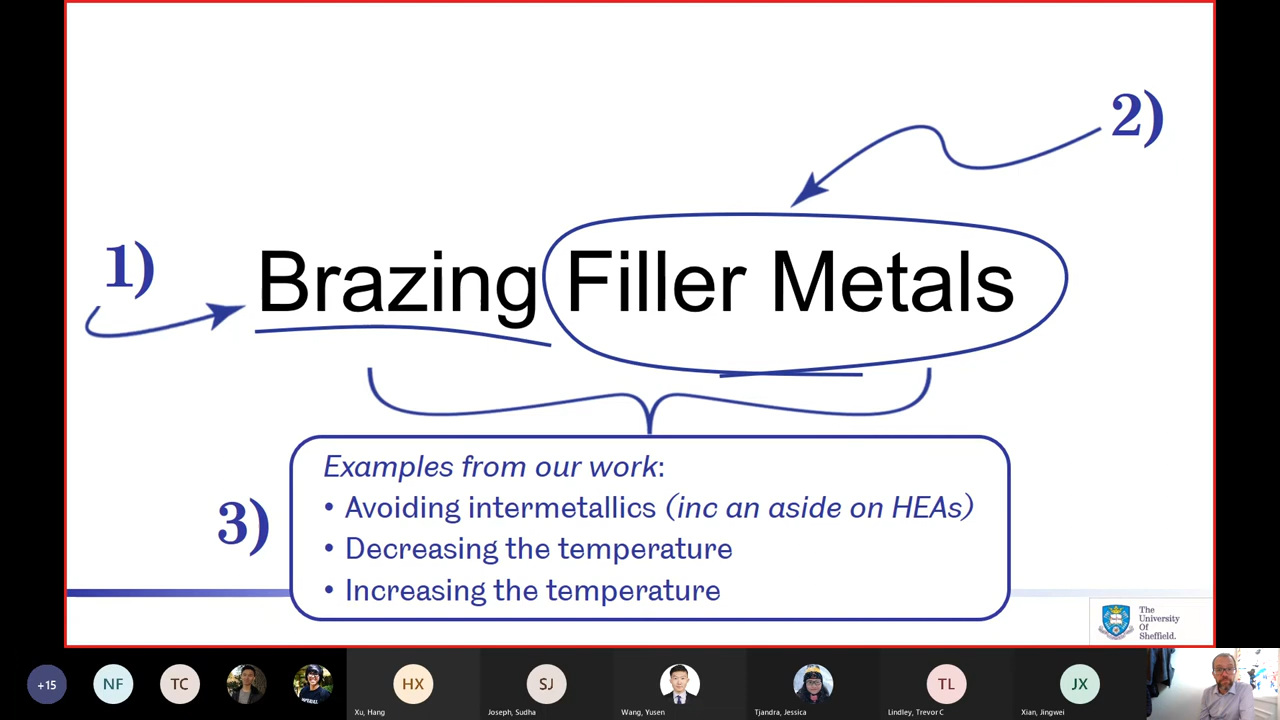 2)
1)
Brazing Filler Metals
3)
Examples from our work:
• Avoiding intermetallics (inc an aside on HEAs)
• Decreasing the temperature
• Increasing the temperature
The
University
Of
Sheffield.
+15
NF
TC
HX
SJ
TL
JX
Xu, Hang
Joseph, Sudha
Wang, Yusen
Tjandra, Jessica
Lindley, Trevor C
Xian, Jingwei